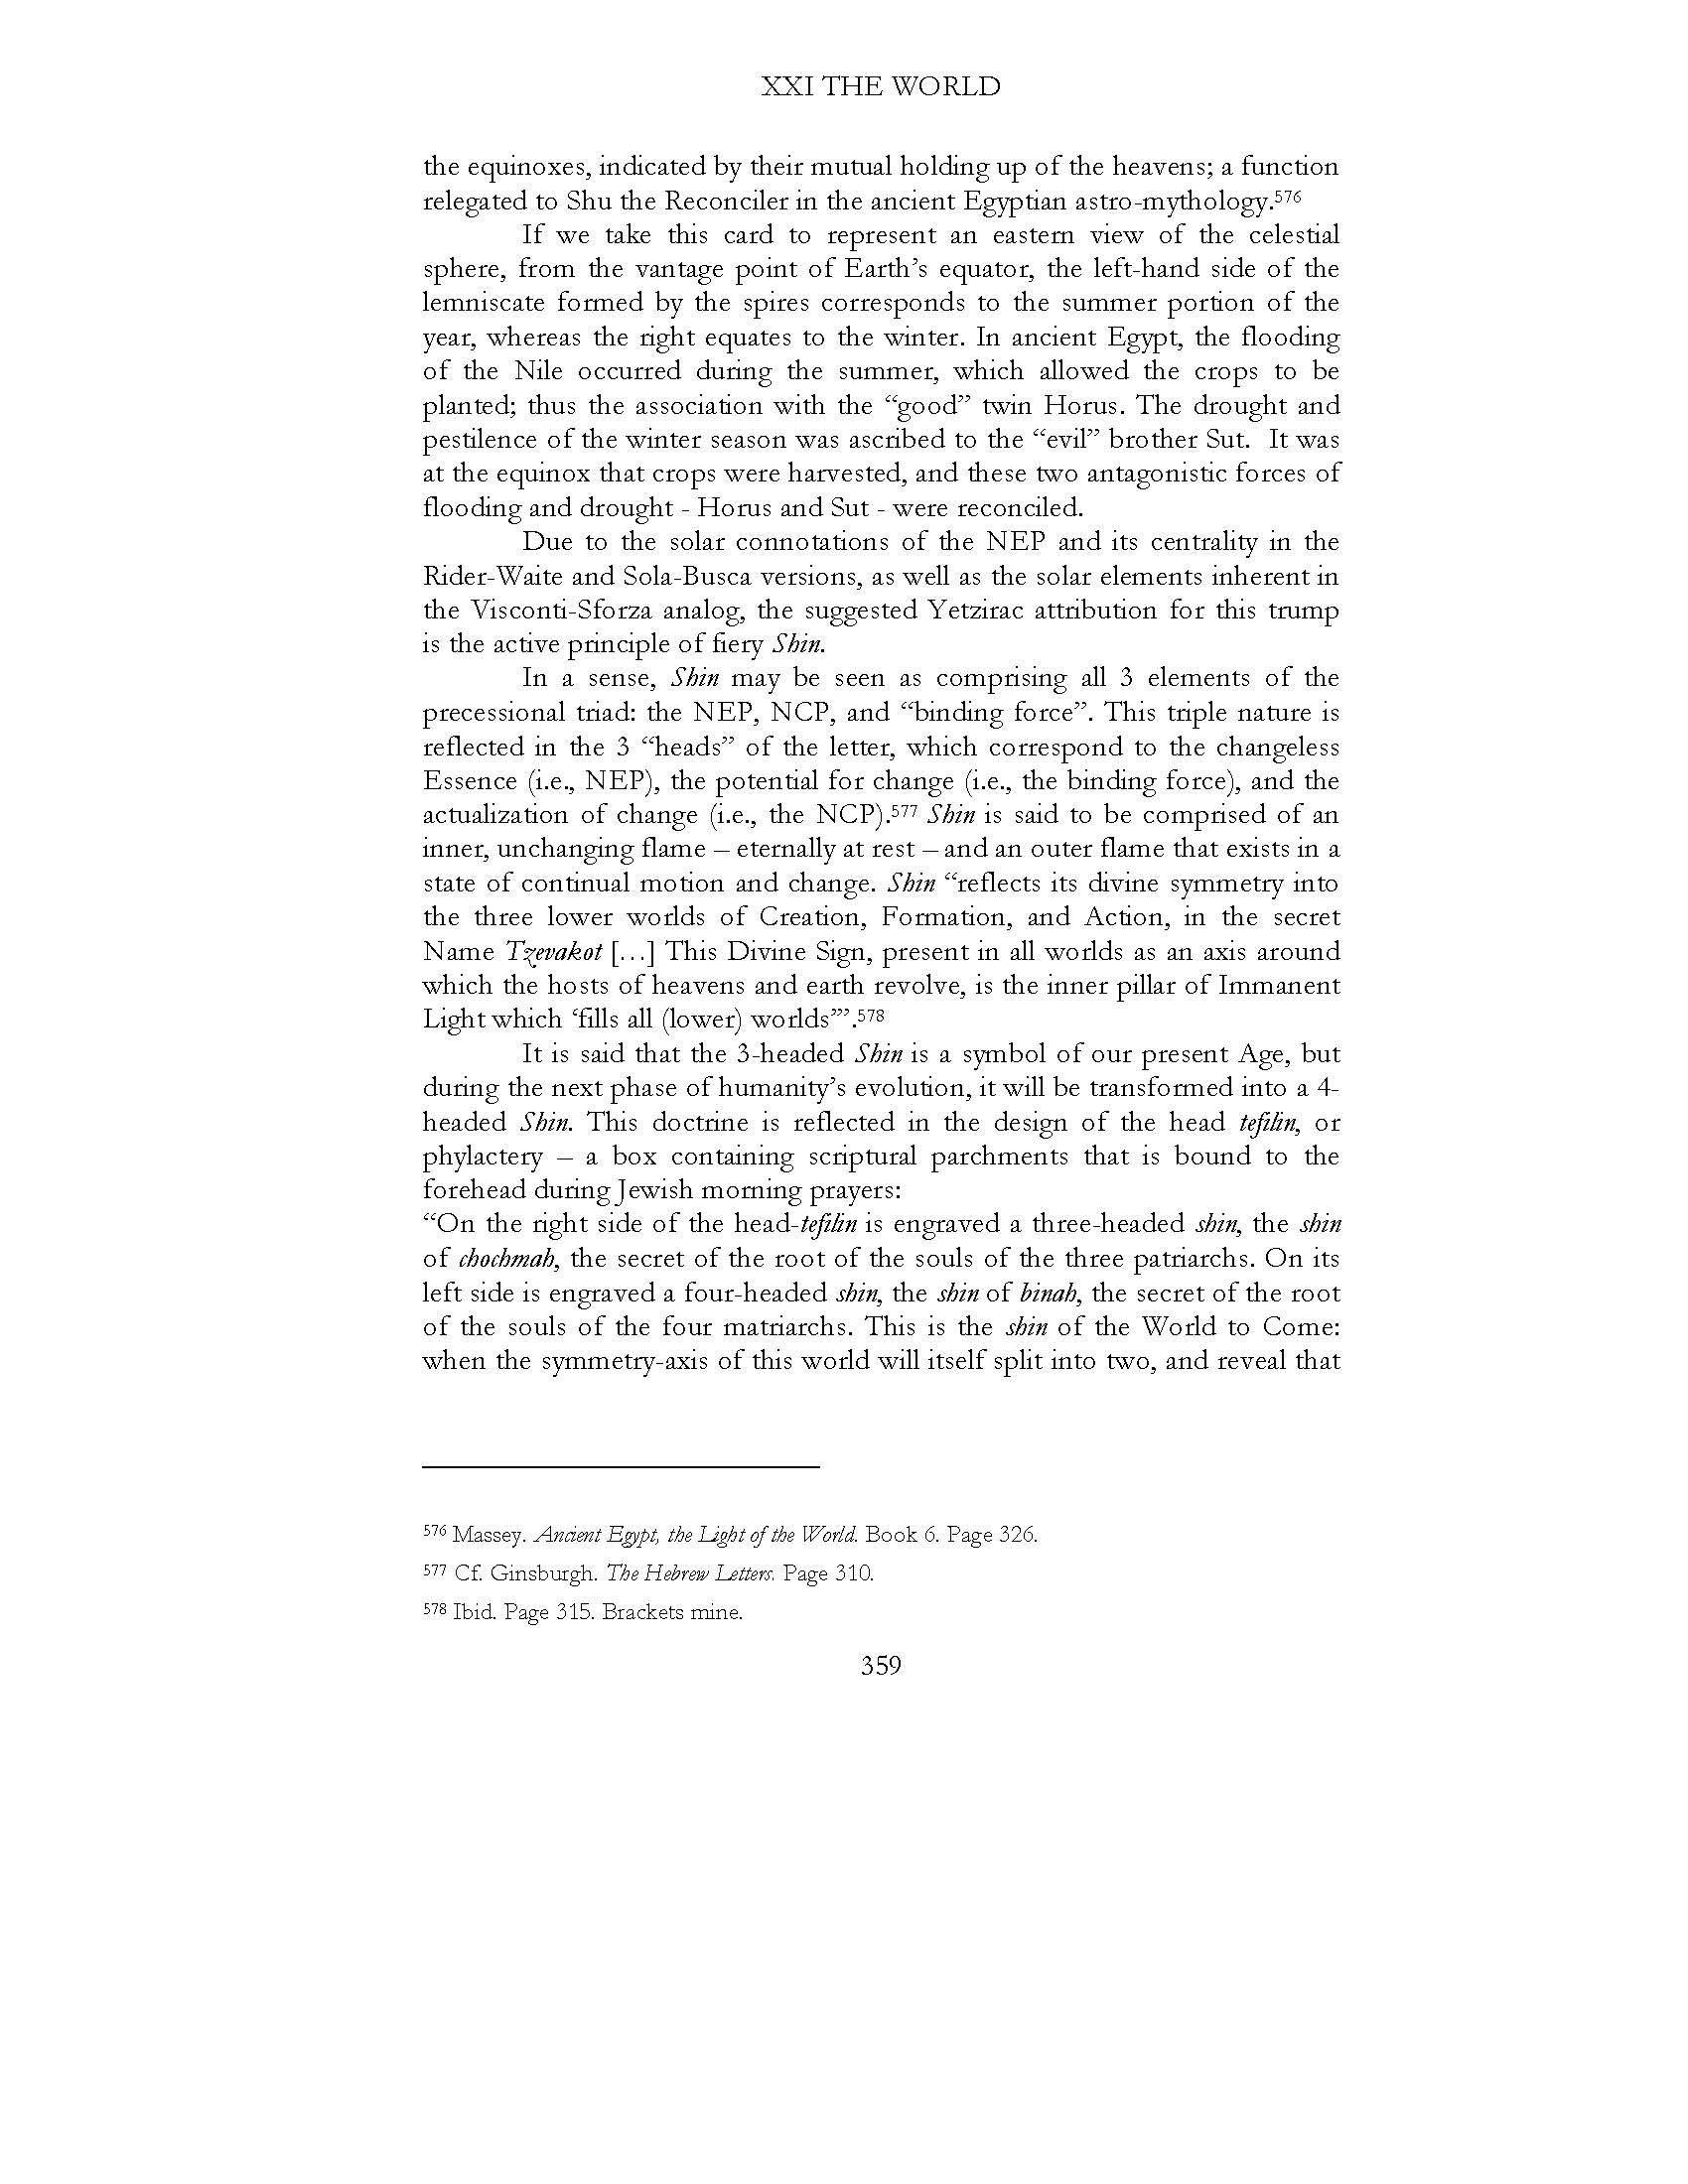 XXI THE WORLD
the equinoxes, indicated by their mutual holding up of the heavens; a function
relegated to Shu the Reconciler in the ancient Egyptian astro-mythology.576
If we take this card to represent an eastern view of the celestial
sphere, from the vantage point of Earth’s equator, the left-hand side of the
lemniscate formed by the spires corresponds to the summer portion of the
year, whereas the right equates to the winter. In ancient Egypt, the flooding
of the Nile occurred during the summer, which allowed the crops to be
planted; thus the association with the “good” twin Horus. The drought and
pestilence of the winter season was ascribed to the “evil” brother Sut.  It was
at the equinox that crops were harvested, and these two antagonistic forces of
flooding and drought - Horus and Sut - were reconciled.
Due to the solar connotations of the NEP and its centrality in the
Rider-Waite and Sola-Busca versions, as well as the solar elements inherent in
the Visconti-Sforza analog, the suggested Yetzirac attribution for this trump
is the active principle of fiery Shin.
In a sense, Shin may be seen as comprising all 3 elements of the
precessional triad: the NEP, NCP, and “binding force”. This triple nature is
reflected in the 3 “heads” of the letter, which correspond to the changeless
Essence (i.e., NEP), the potential for change (i.e., the binding force), and the
actualization of change (i.e., the NCP).577 Shin is said to be comprised of an
inner, unchanging flame – eternally at rest – and an outer flame that exists in a
state of continual motion and change. Shin “reflects its divine symmetry into
the three lower worlds of Creation, Formation, and Action, in the secret
Name Tzevakot […] This Divine Sign, present in all worlds as an axis around
which the hosts of heavens and earth revolve, is the inner pillar of Immanent
Light which ‘fills all (lower) worlds’”.578
It is said that the 3-headed Shin is a symbol of our present Age, but
during the next phase of humanity’s evolution, it will be transformed into a 4-
headed Shin. This doctrine is reflected in the design of the head tefilin, or
phylactery – a box containing scriptural parchments that is bound to the
forehead during Jewish morning prayers:
“On the right side of the head-tefilin is engraved a three-headed shin, the shin
of chochmah, the secret of the root of the souls of the three patriarchs. On its
left side is engraved a four-headed shin, the shin of binah, the secret of the root
of the souls of the four matriarchs. This is the shin of the World to Come:
when the symmetry-axis of this world will itself split into two, and reveal that
576 Massey. Ancient Egypt, the Light of the World. Book 6. Page 326.
577 Cf. Ginsburgh. The Hebrew Letters. Page 310.
578 Ibid. Page 315. Brackets mine.
359